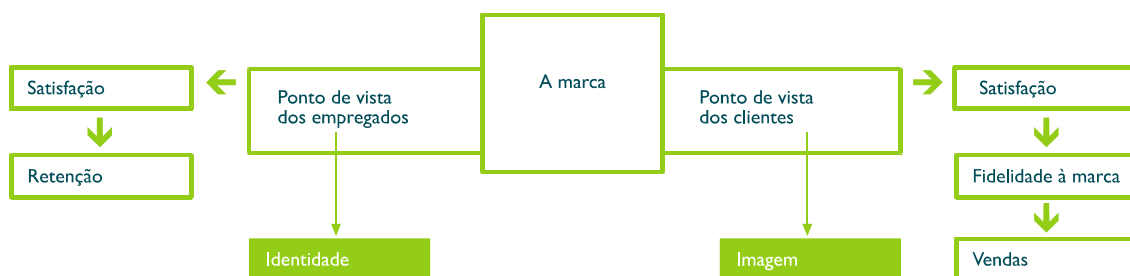 A marca
Satisfação
Ponto de vista
dos empregados
Ponto de vista
dos clientes
Satisfação
Retenção
Fidelidade à marca
Identidade
Imagem
Vendas